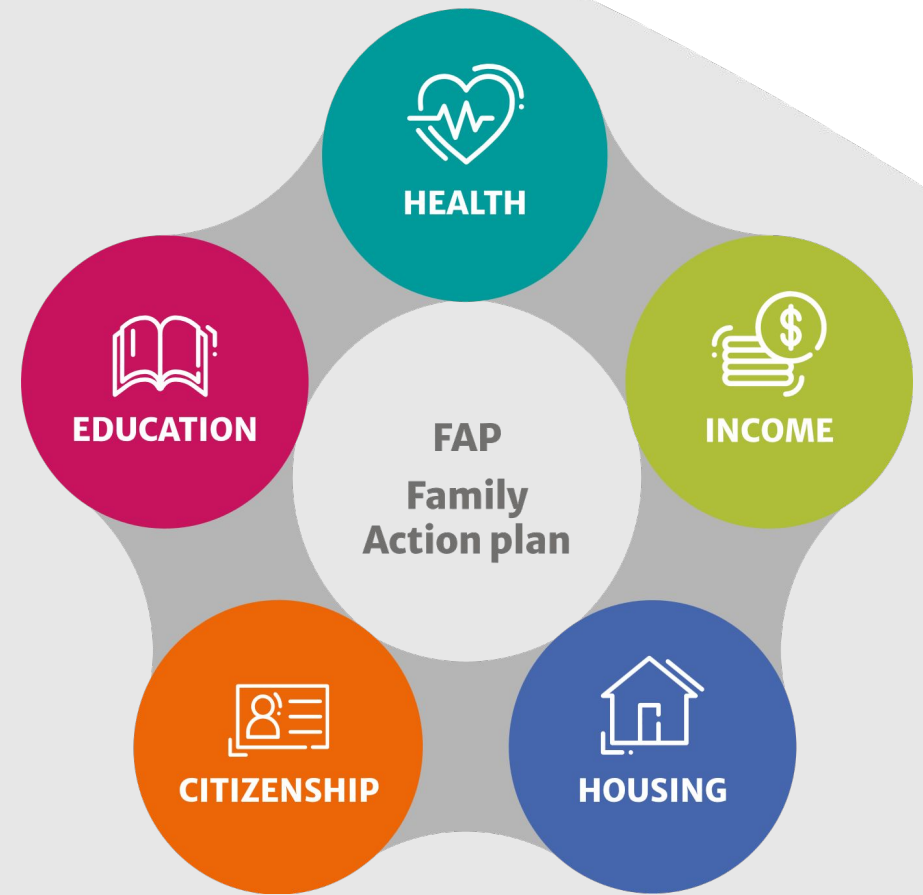 HEALTH
EDUCATION
INCOME
FAP
Family
Action plan
CITIZENSHIP
HOUSING